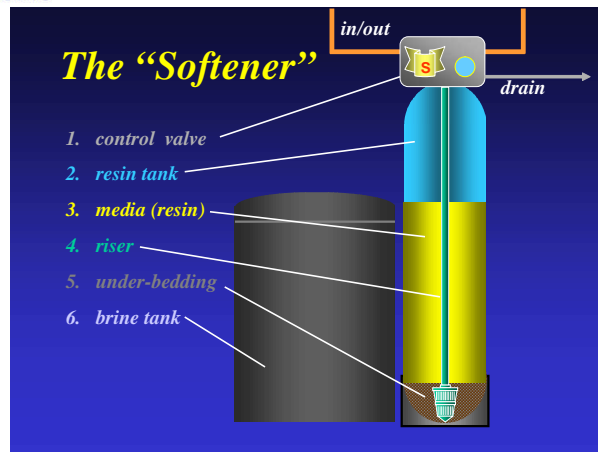 in/out
The “Softener”
S
drain
1. control valve
2. resin tank
3. media (resin)
4. riser
5. under-bedding
6. brine tank